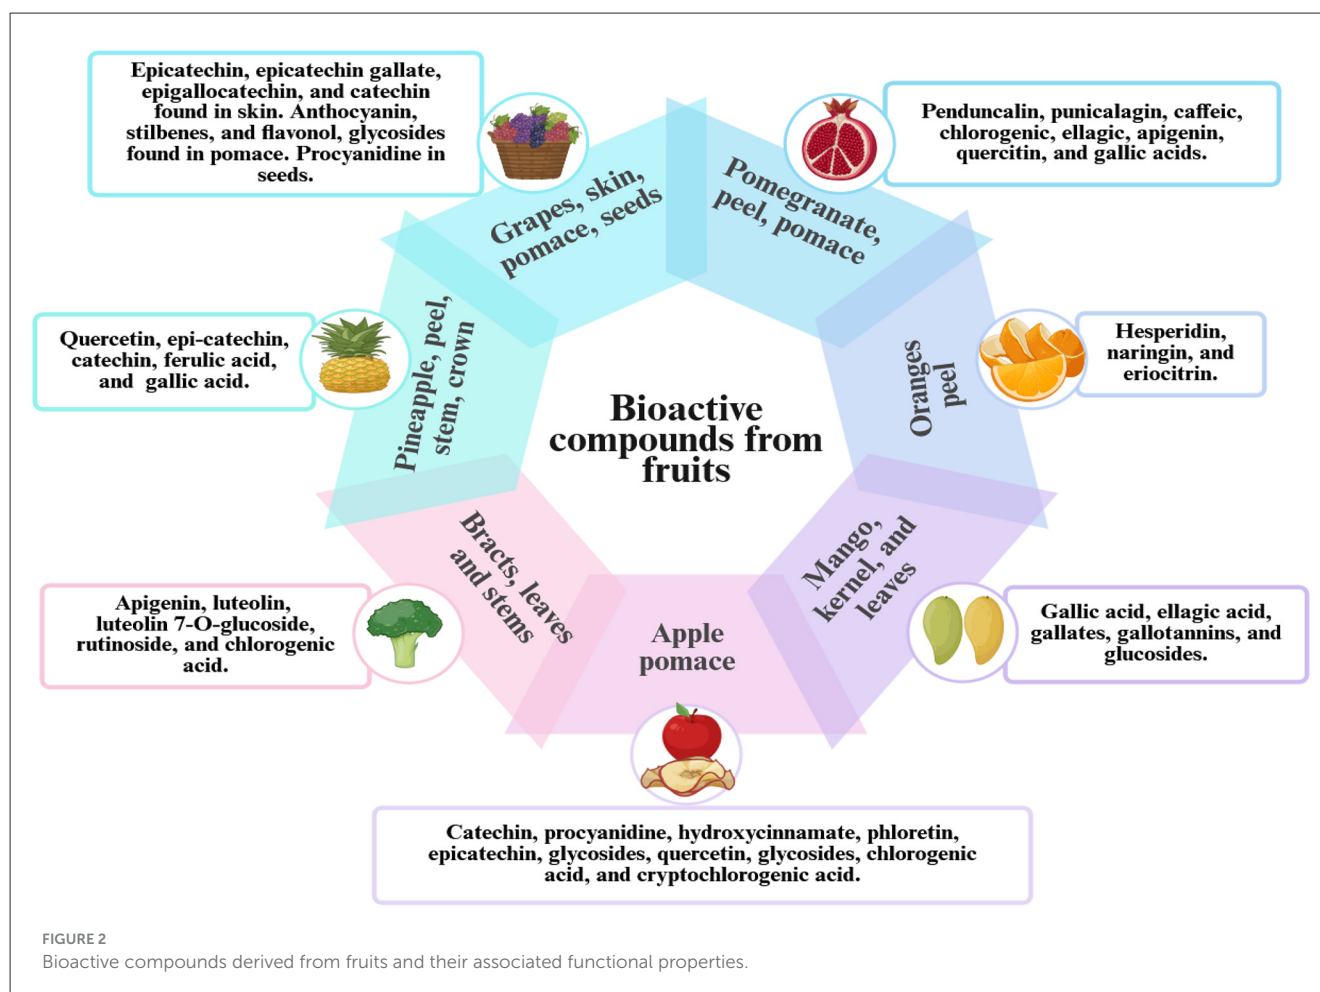 Epicatechin, epicatechin gallate,
epigallocatechin, and catechin
found in skin. Anthocyanin,
stilbenes, and flavonol, glycosides
found in pomace. Procyanidine in
seeds.
Penduncalin, punicalagin, caffeic,
chlorogenic, ellagic, apigenin,
quercitin, and gallic acids.
Grapes, skin,
pomace, seeds
Pomegranate,
peel, pomace
Quercetin, epi-catechin,
catechin, ferulic acid,
and gallic acid.
Pineapple, peel,
stem, crown
Oranges
peel
Hesperidin,
naringin, and
eriocitrin.
Bioactive
compounds from
fruits
Bracts, leaves
and stems
Mango,
kernel, and
leaves
Apigenin, luteolin,
luteolin 7-O-glucoside,
rutinoside, and chlorogenic
acid.
Apple
pomace
Gallic acid, ellagic acid,
gallates, gallotannins, and
glucosides.
Catechin, procyanidine, hydroxycinnamate, phloretin,
epicatechin, glycosides, quercetin, glycosides, chlorogenic
acid, and cryptochlorogenic acid.
FIGURE 2
Bioactive compounds derived from fruits and their associated functional properties.